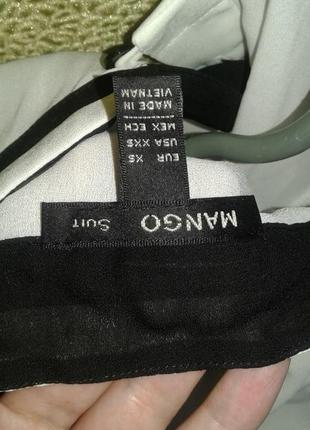 MANGO
SUIT
EUR XS
USA XXS
MEX ECH
MADE IN
VIETNAM